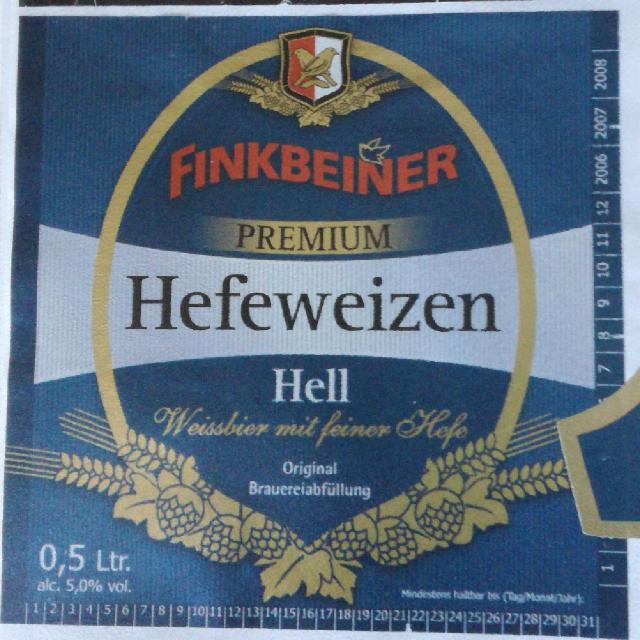 FINKBEINER
PREMIUM
Hefeweizen
Hell
Weissbier mit feiner Hefe
Original
Brauereiabfüllung
0,5 Ltr.
alc. 5,0% vol.
Mindestens haltbar bis (Tag/Monat/Jahr):
1 2 3 4 5 6 7 8 9 10 11 12 13 14 15 16 17 18 19 20 21 22 23 24 25 26 27 28 29 30 31
1 7 8 9 10 11 12 2006 2007 2008